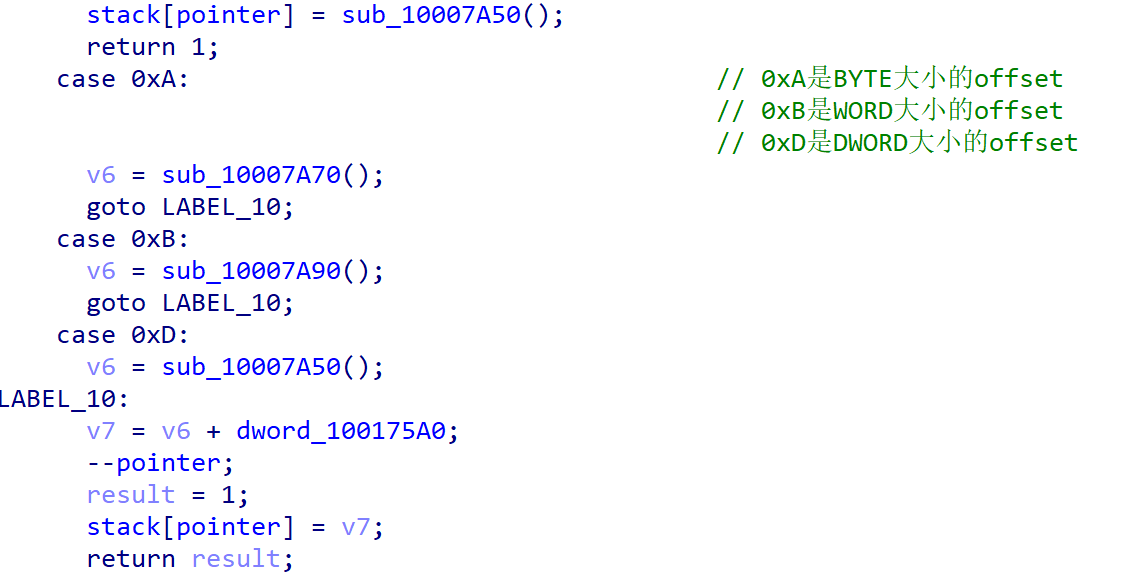 stack[pointer] = sub_10007A50();
return 1;
case 0xA: // 0xA是BYTE大小的offset
// 0xB是WORD大小的offset
// 0xD是DWORD大小的offset
v6 = sub_10007A70();
goto LABEL_10;
case 0xB:
v6 = sub_10007A90();
goto LABEL_10;
case 0xD:
v6 = sub_10007A50();
LABEL_10:
v7 = v6 + dword_100175A0;
--pointer;
result = 1;
stack[pointer] = v7;
return result;